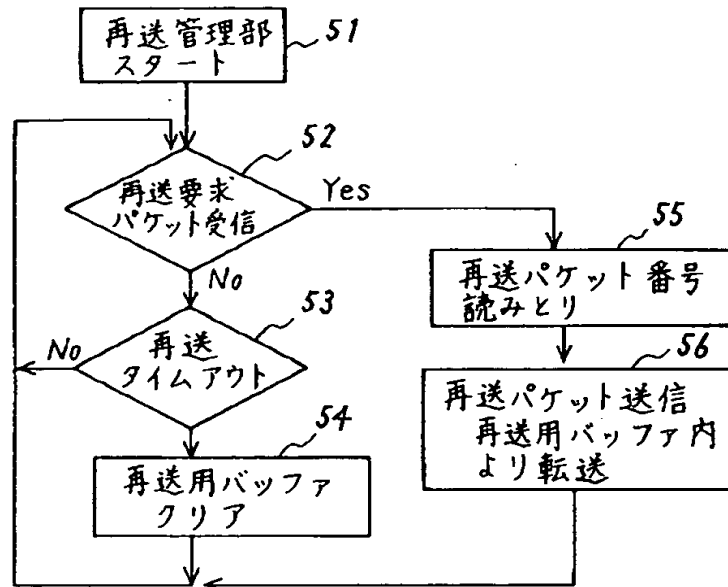 再送管理部
スタート
51
52
再送要求
パケット受信
Yes
No
53
再送
タイムアウト
No
54
再送用バッファ
クリア
55
再送パケット番号
読みとり
56
再送パケット送信
再送用バッファ内
より転送